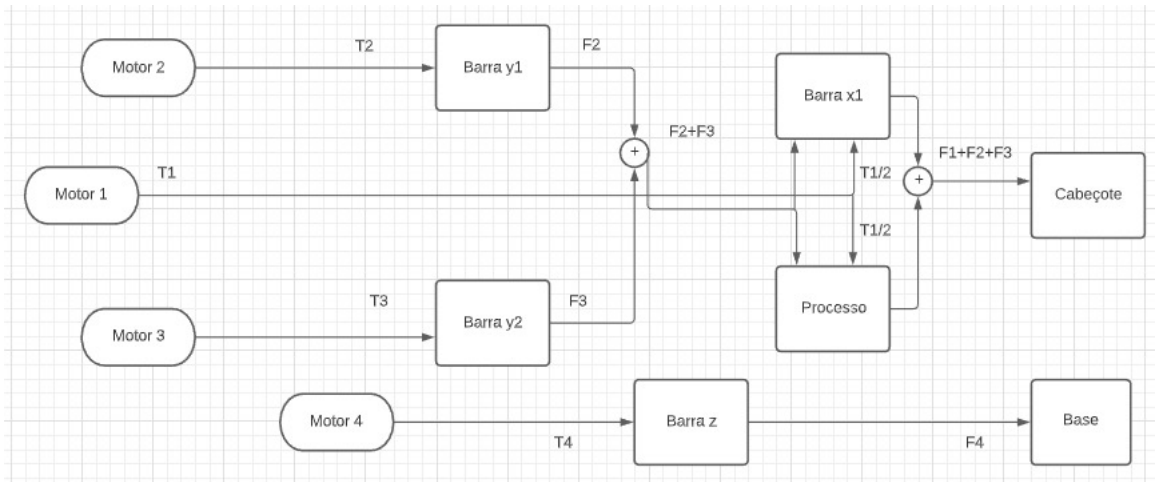 Motor 2
T2
Barra y1
F2
Barra x1
+
F2+F3
Motor 1
T1
T1/2
+
F1+F2+F3
Cabeçote
T1/2
Motor 3
T3
Barra y2
F3
Processo
Motor 4
T4
Barra z
F4
Base